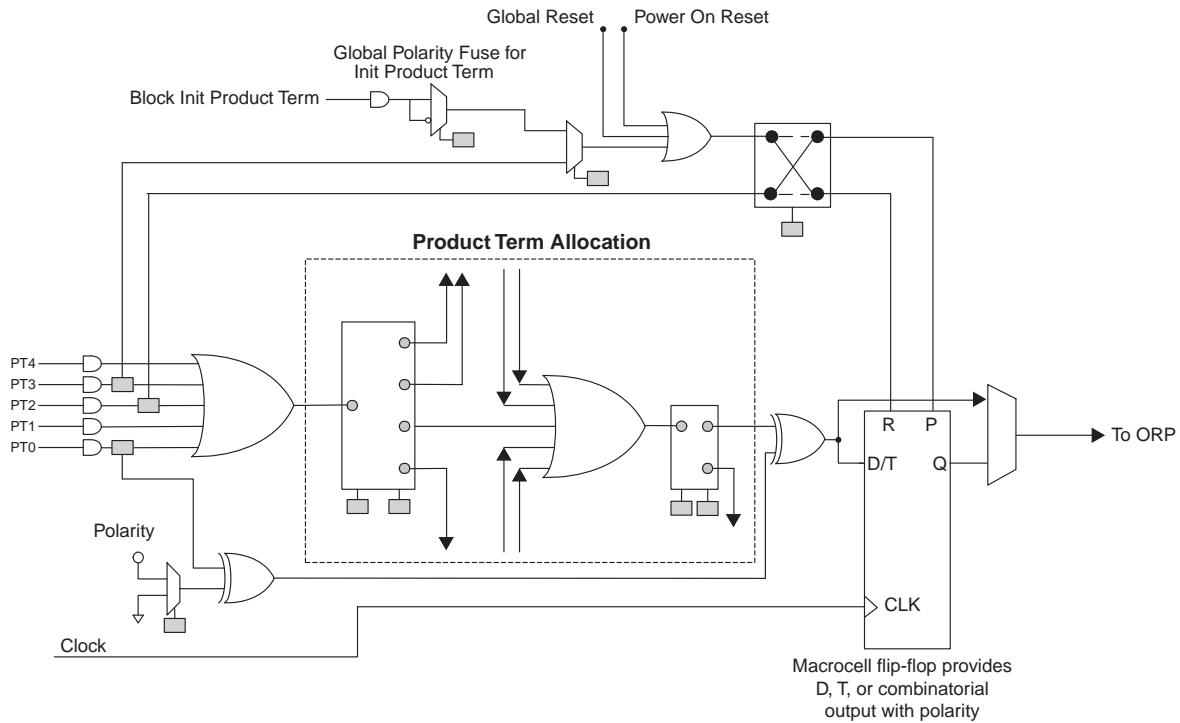 Global Reset
Power On Reset
Global Polarity Fuse for
Init Product Term
Block Init Product Term
Product Term Allocation
PT4
PT3
PT2
PT1
PT0
R P
D/T Q
To ORP
Polarity
CLK
Clock
Macrocell flip-flop provides
D, T, or combinatorial
output with polarity